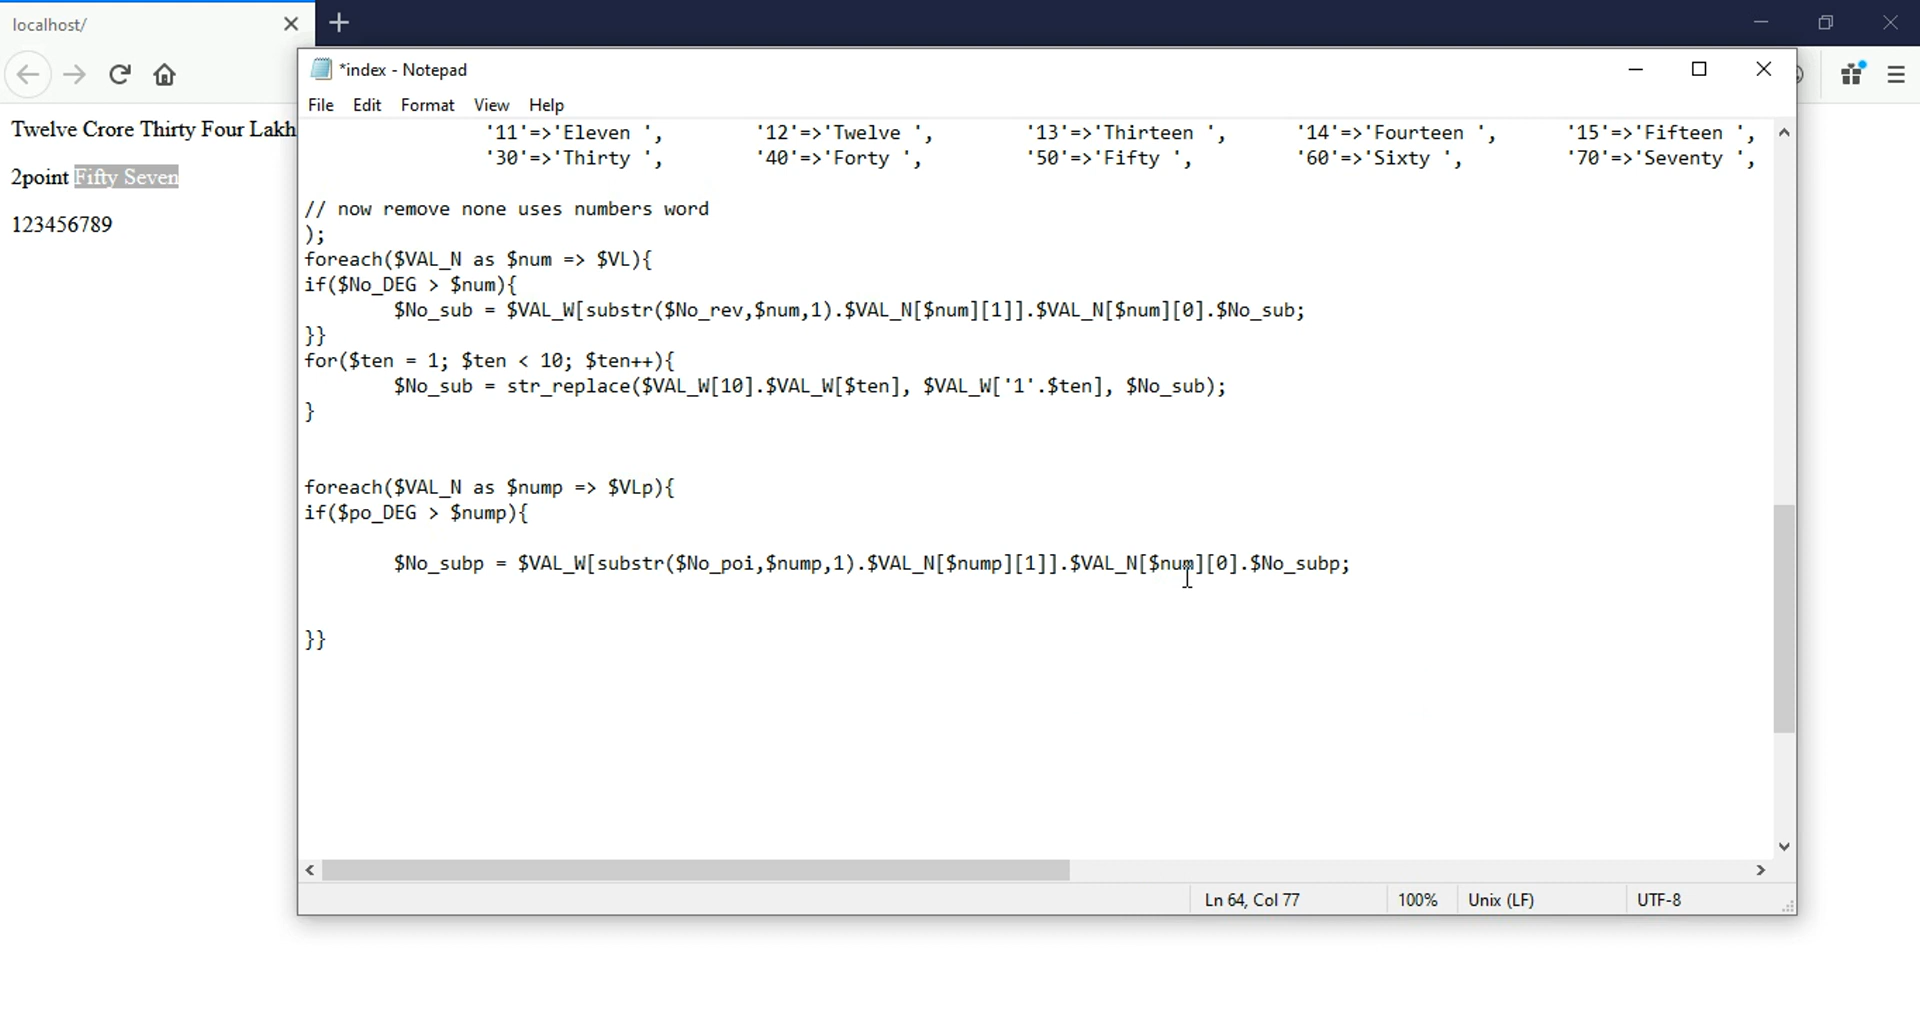 localhost/
*index - Notepad
File Edit Format View Help
Twelve Crore Thirty Four Lakh
2point Fifty Seven
123456789
'11'=>'Eleven ', '12'=>'Twelve ', '13'=>'Thirteen ', '14'=>'Fourteen ', '15'=>'Fifteen ',
'30'=>'Thirty ', '40'=>'Forty ', '50'=>'Fifty ', '60'=>'Sixty ', '70'=>'Seventy ',
// now remove none uses numbers word
);
foreach($VAL_N as $num => $VL){
if($No_DEG > $num){
$No_sub = $VAL_W[substr($No_rev,$num,1).$VAL_N[$num][1]].$VAL_N[$num][0].$No_sub;
}}
for($ten = 1; $ten < 10; $ten++){
$No_sub = str_replace($VAL_W[10].$VAL_W[$ten], $VAL_W['1'.$ten], $No_sub);
}
foreach($VAL_N as $nump => $VLp){
if($po_DEG > $nump){
$No_subp = $VAL_W[substr($No_poi,$nump,1).$VAL_N[$nump][1]].$VAL_N[$num][0].$No_subp;
}}
Ln 64, Col 77 100% Unix (LF) UTF-8